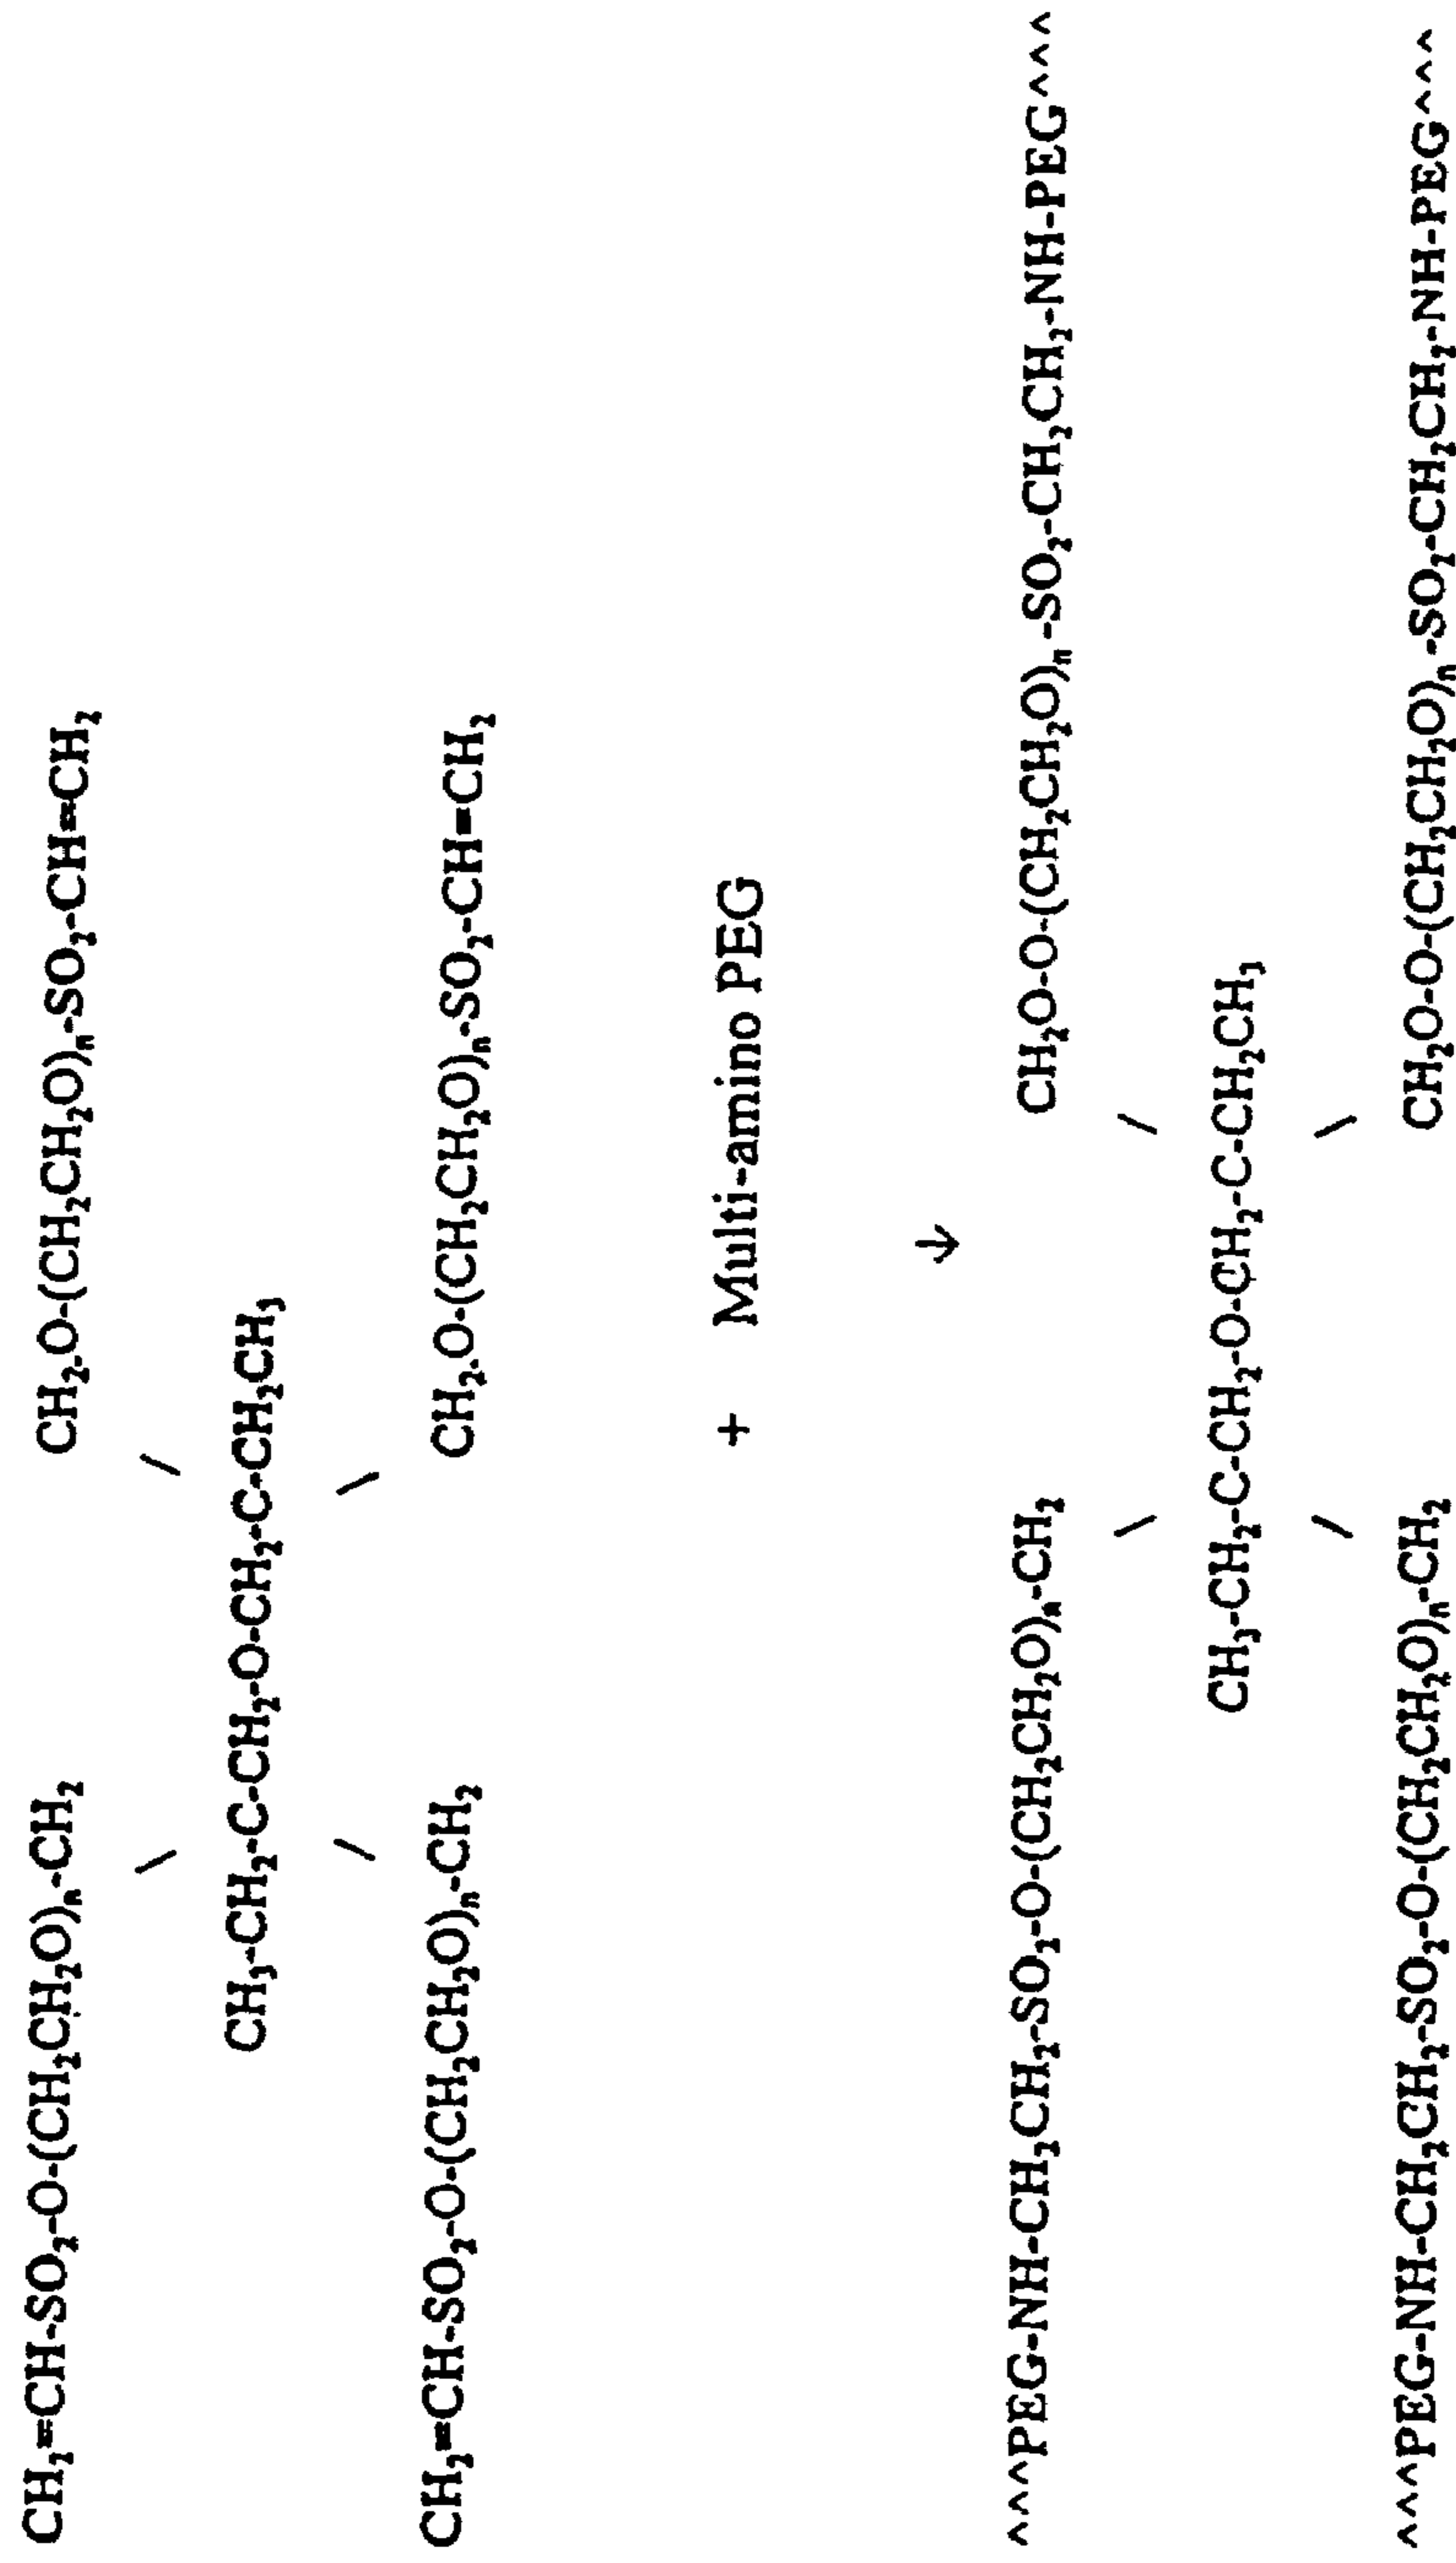 CH₂=CH-SO₂-O-(CH₂CH₂O)ₙ-CH₂ CH₂-O-(CH₂CH₂O)ₙ-SO₂-CH=CH₂
\ /
CH₃-CH₂-C-CH₂-O-CH₂-C-CH₂CH₃
/ \
CH₂=CH-SO₂-O-(CH₂CH₂O)ₙ-CH₂ CH₂-O-(CH₂CH₂O)ₙ-SO₂-CH=CH₂
+ Multi-amino PEG
↓
^^^PEG-NH-CH₂CH₂-SO₂-O-(CH₂CH₂O)ₙ-CH₂ CH₂O-O-(CH₂CH₂O)ₙ-SO₂-CH₂CH₂-NH-PEG^^^
\ /
CH₃-CH₂-C-CH₂-O-CH₂-C-CH₂CH₃
/ \
^^^PEG-NH-CH₂CH₂-SO₂-O-(CH₂CH₂O)ₙ-CH₂ CH₂O-O-(CH₂CH₂O)ₙ-SO₂-CH₂CH₂-NH-PEG^^^